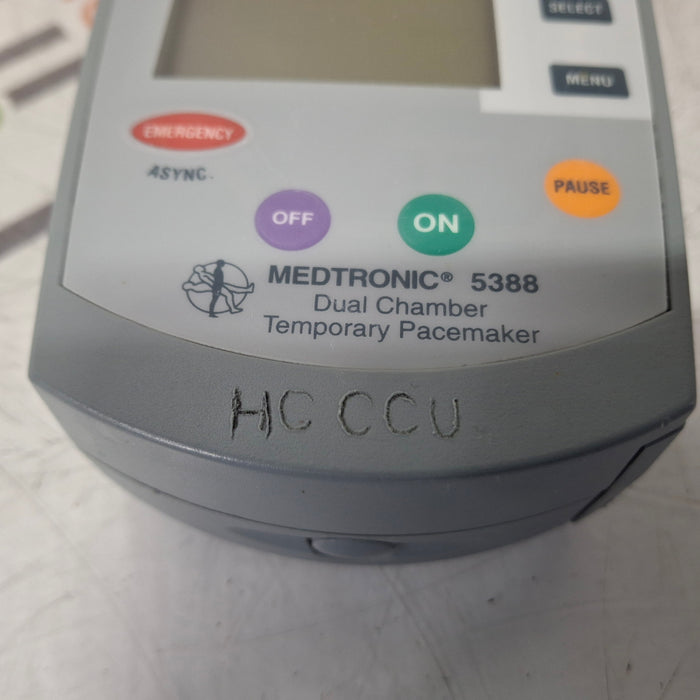 SELECT
MENU
EMERGENCY
ASYNC.
PAUSE
OFF
ON
MEDTRONIC® 5388
Dual Chamber
Temporary Pacemaker
HC CCU